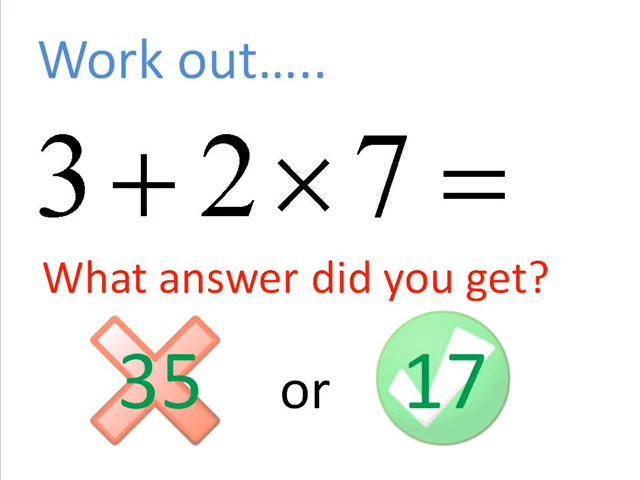 Work out.....
3 + 2 × 7 =
What answer did you get?
35 or 17